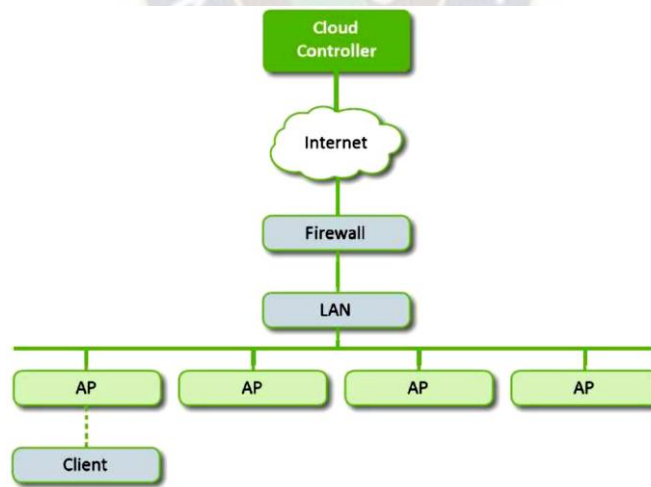 Cloud
Controller
Internet
Firewall
LAN
AP AP AP AP
Client